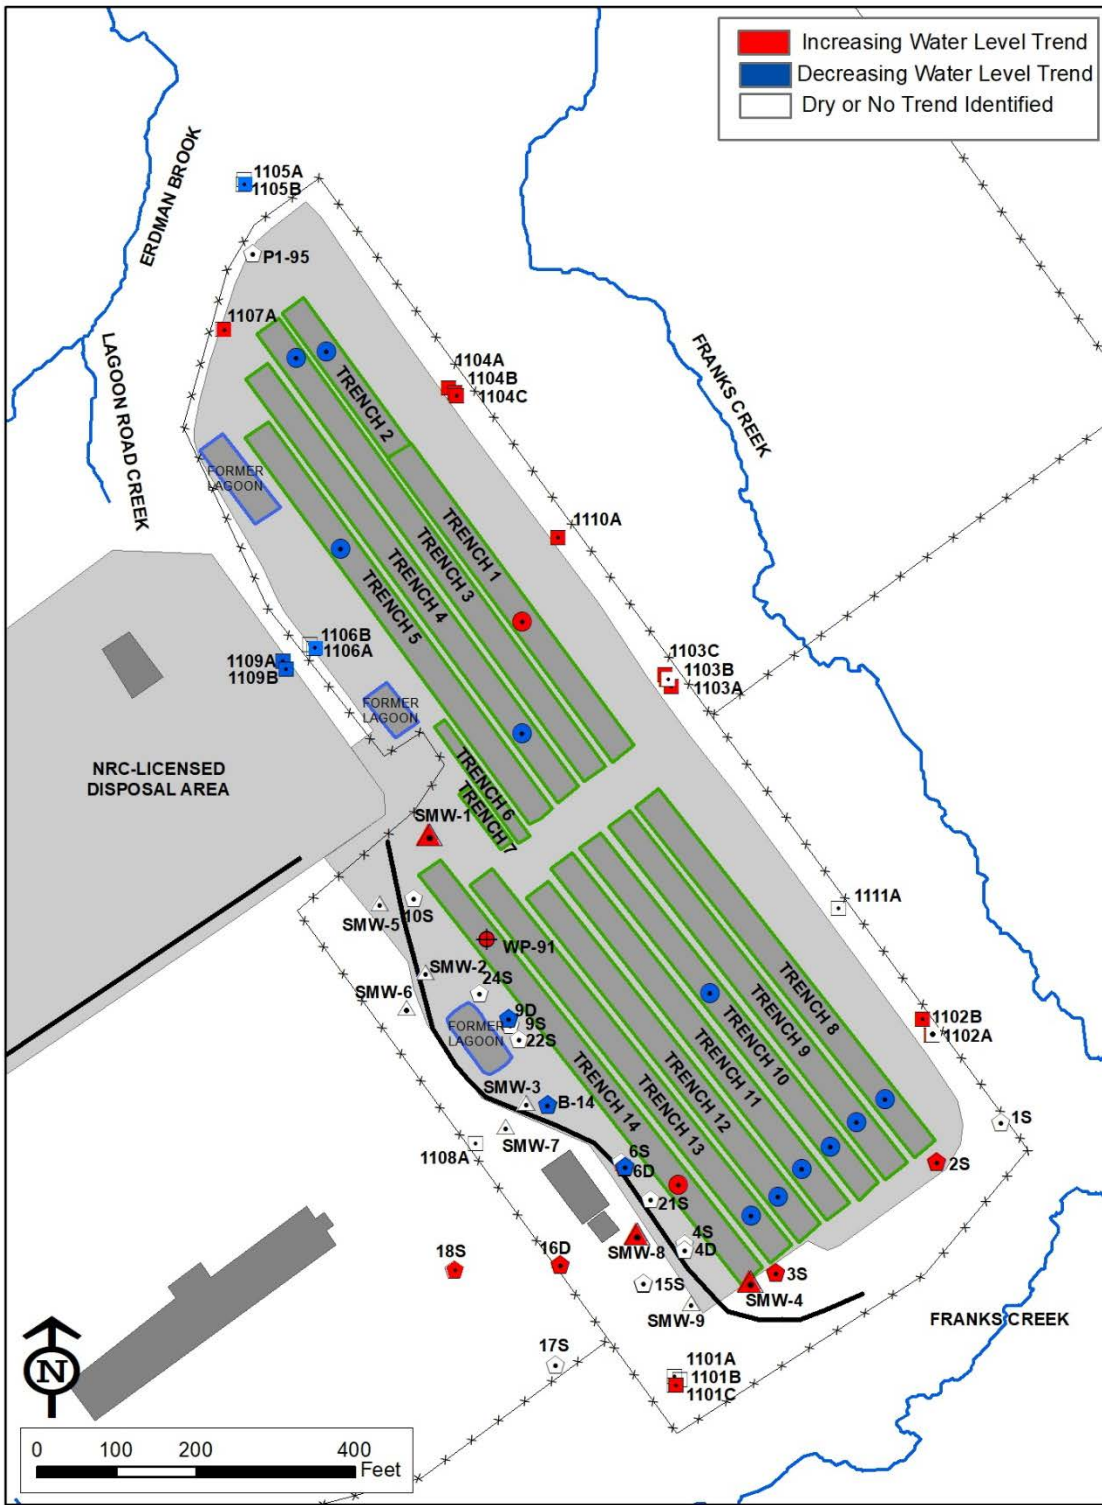 Increasing Water Level Trend
Decreasing Water Level Trend
Dry or No Trend Identified
1105A
1105B
ERDMAN BROOK
P1-95
1107A
LAGOON ROAD CREEK
1104A
1104B
1104C
FRANKS CREEK
TRENCH 2
FORMER
LAGOON
TRENCH 1
TRENCH 3
TRENCH 4
TRENCH 5
1110A
1106B
1106A
1109A
1109B
1103C
1103B
1103A
FORMER
LAGOON
NRC-LICENSED
DISPOSAL AREA
TRENCH 6
TRENCH 7
SMW-1
SMW-5
10S
1111A
WP-91
SMW-2
24S
SMW-6
9D
9S
22S
FORMER
LAGOON
TRENCH 8
TRENCH 9
TRENCH 10
TRENCH 11
TRENCH 12
TRENCH 13
TRENCH 14
1102B
1102A
SMW-3
B-14
SMW-7
1108A
1S
2S
6S
6D
21S
4S
4D
SMW-8
18S
16D
15S
3S
SMW-4
SMW-9
FRANKS CREEK
17S
1101A
1101B
1101C
N
0 100 200 400
Feet